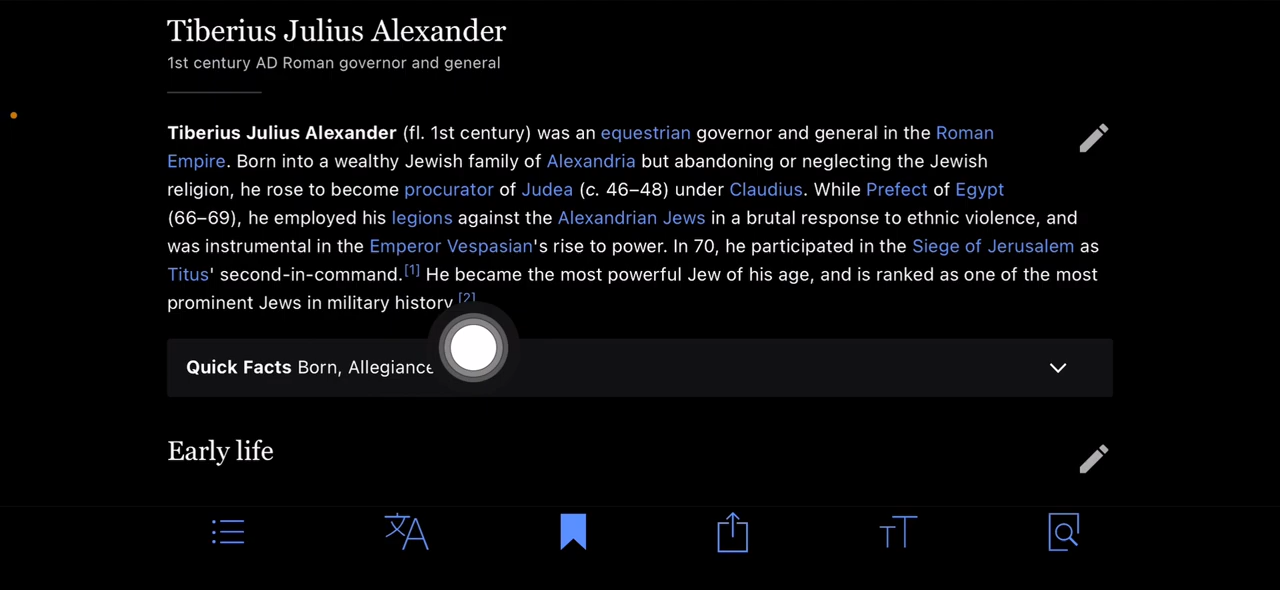 Tiberius Julius Alexander
1st century AD Roman governor and general
Tiberius Julius Alexander (fl. 1st century) was an equestrian governor and general in the Roman
Empire. Born into a wealthy Jewish family of Alexandria but abandoning or neglecting the Jewish
religion, he rose to become procurator of Judea (c. 46–48) under Claudius. While Prefect of Egypt
(66–69), he employed his legions against the Alexandrian Jews in a brutal response to ethnic violence, and
was instrumental in the Emperor Vespasian's rise to power. In 70, he participated in the Siege of Jerusalem as
Titus' second-in-command.[1] He became the most powerful Jew of his age, and is ranked as one of the most
prominent Jews in military history.[2]
Quick Facts Born, Allegiance
Early life
文A
TT